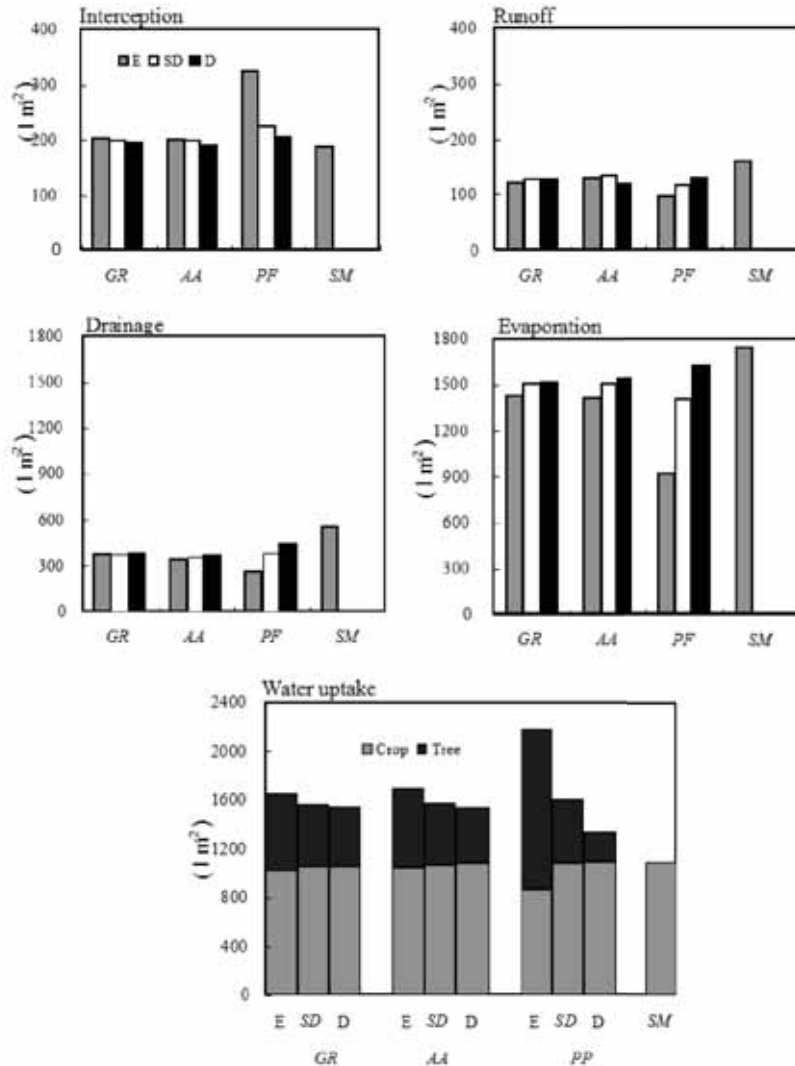 Interception
400
300
200
100
0
( l m²)
E SD D
GR AA PF SM
Runoff
400
300
200
100
0
( l m²)
GR AA PF SM
Drainage
1800
1500
1200
900
600
300
0
( l m²)
GR AA PF SM
Evaporation
1800
1500
1200
900
600
300
0
( l m²)
GR AA PF SM
Water uptake
2400
2000
1600
1200
800
400
0
( l m²)
Crop Tree
E SD D E SD D E SD D SM
GR AA PP